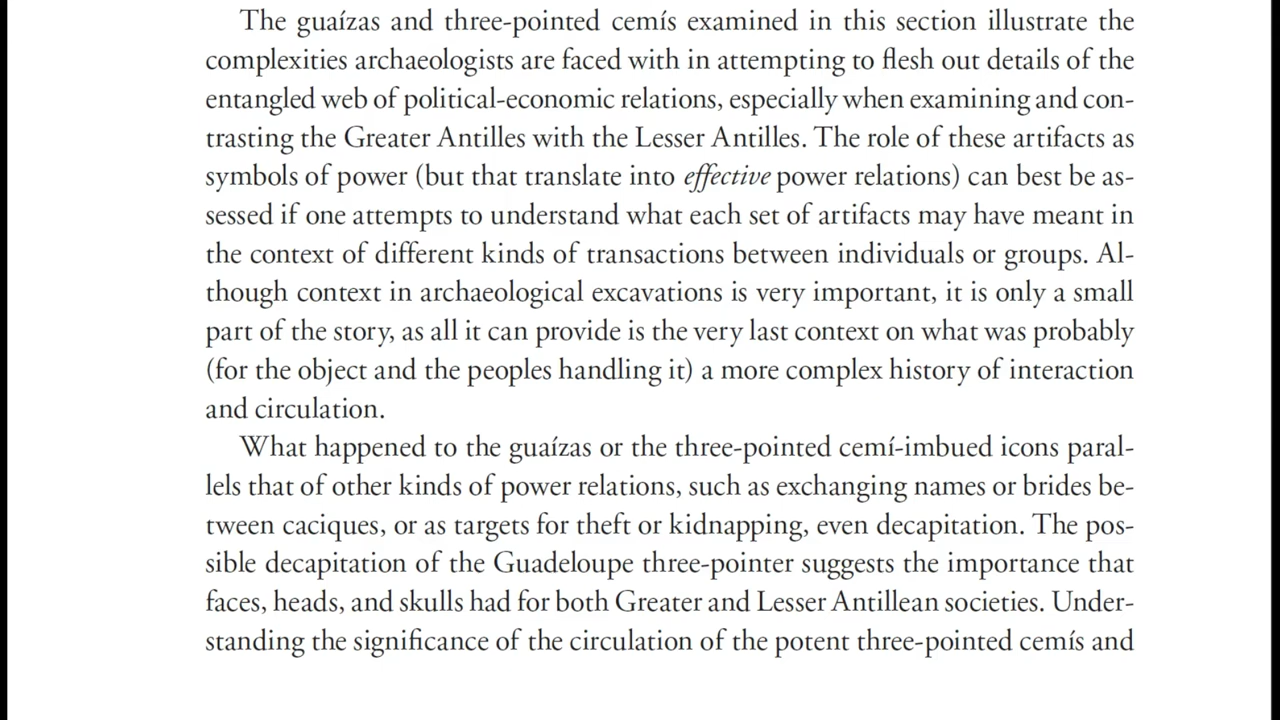 The guaízas and three-pointed cemís examined in this section illustrate the
complexities archaeologists are faced with in attempting to flesh out details of the
entangled web of political-economic relations, especially when examining and con-
trasting the Greater Antilles with the Lesser Antilles. The role of these artifacts as
symbols of power (but that translate into effective power relations) can best be as-
sessed if one attempts to understand what each set of artifacts may have meant in
the context of different kinds of transactions between individuals or groups. Al-
though context in archaeological excavations is very important, it is only a small
part of the story, as all it can provide is the very last context on what was probably
(for the object and the peoples handling it) a more complex history of interaction
and circulation.
What happened to the guaízas or the three-pointed cemí-imbued icons paral-
lels that of other kinds of power relations, such as exchanging names or brides be-
tween caciques, or as targets for theft or kidnapping, even decapitation. The pos-
sible decapitation of the Guadeloupe three-pointer suggests the importance that
faces, heads, and skulls had for both Greater and Lesser Antillean societies. Under-
standing the significance of the circulation of the potent three-pointed cemís and